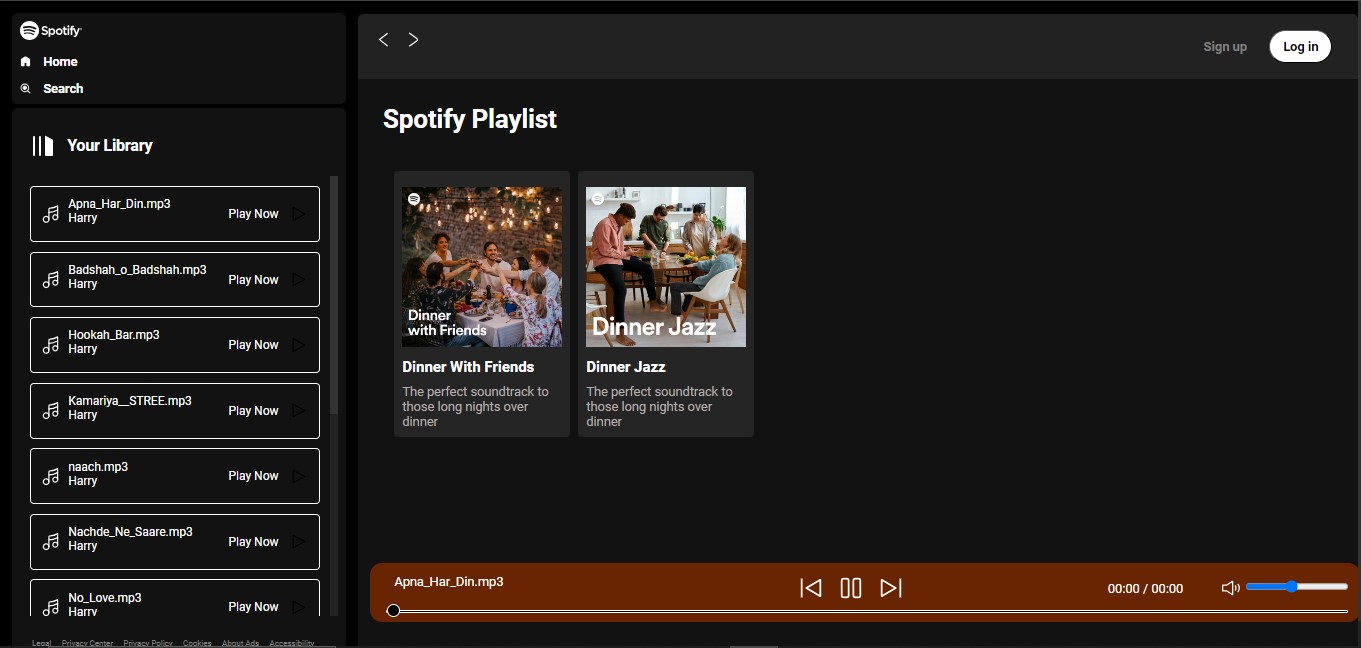 Spotify
Home
Search
Your Library
Apna_Har_Din.mp3
Harry
Play Now
Badshah_o_Badshah.mp3
Harry
Play Now
Hookah_Bar.mp3
Harry
Play Now
Kamariya__STREE.mp3
Harry
Play Now
naach.mp3
Harry
Play Now
Nachde_Ne_Saare.mp3
Harry
Play Now
No_Love.mp3
Harry
Play Now
Legal Privacy Center Privacy Policy Cookies About Ads Accessibility
Sign up
Log in
Spotify Playlist
Dinner
with Friends
Dinner With Friends
The perfect soundtrack to
those long nights over
dinner
Dinner Jazz
Dinner Jazz
The perfect soundtrack to
those long nights over
dinner
Apna_Har_Din.mp3
00:00 / 00:00